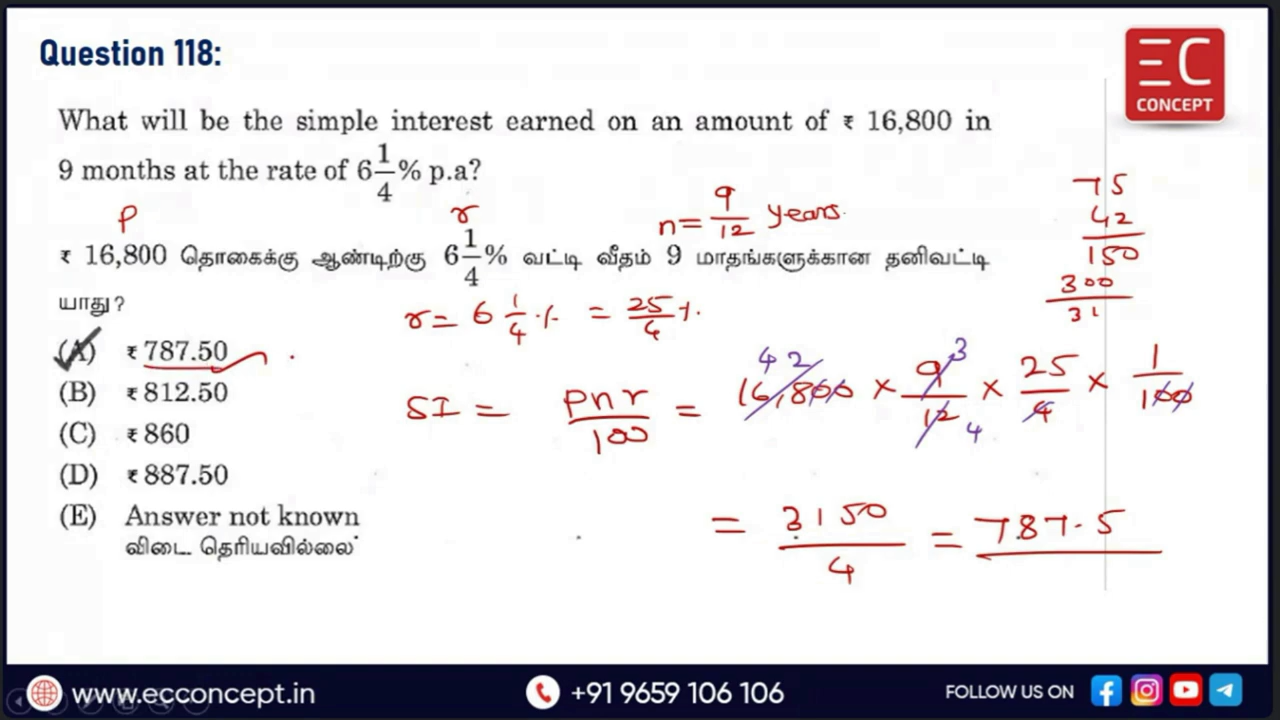 Question 118:
EC
CONCEPT
What will be the simple interest earned on an amount of ₹ 16,800 in
9 months at the rate of 6 1/4 % p.a?
P
r
n = 9/12 years.
₹ 16,800 தொகைக்கு ஆண்டிற்கு 6 1/4 % வட்டி வீதம் 9 மாதங்களுக்கான தனிவட்டி
யாது?
r = 6 1/4 % = 25/4 %.
75
42
150
300
31
(A) ₹ 787.50
(B) ₹ 812.50
(C) ₹ 860
(D) ₹ 887.50
(E) Answer not known
விடை தெரியவில்லை
SI = pnr/100 = 16,800 × 9/12 × 25/4 × 1/100
42
3
4
= 3150/4 = 787.5
www.ecconcept.in
+91 9659 106 106
FOLLOW US ON